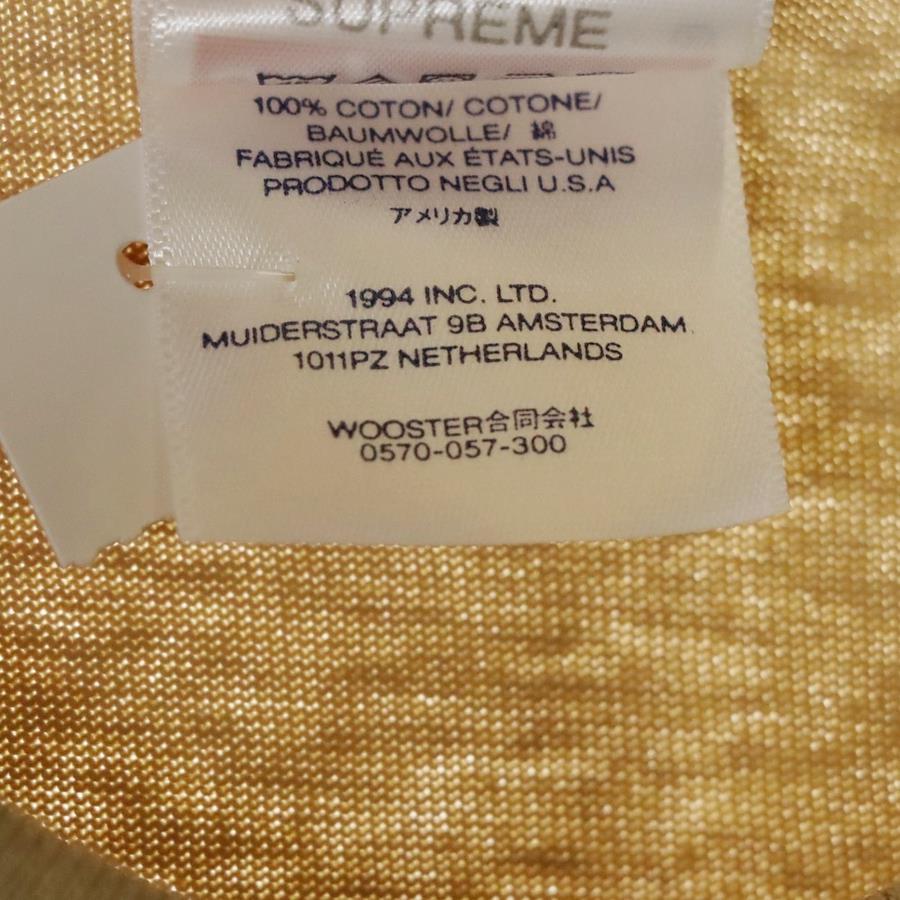 SUPREME
100% COTON/ COTONE/
BAUMWOLLE/ 綿
FABRIQUÉ AUX ÉTATS-UNIS
PRODOTTO NEGLI U.S.A
アメリカ製
1994 INC. LTD.
MUIDERSTRAAT 9B AMSTERDAM
1011PZ NETHERLANDS
WOOSTER合同会社
0570-057-300